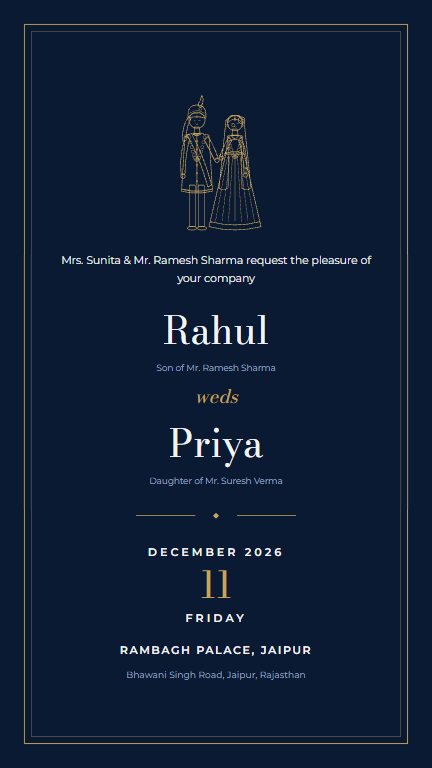 Mrs. Sunita & Mr. Ramesh Sharma request the pleasure of
your company
Rahul
Son of Mr. Ramesh Sharma
weds
Priya
Daughter of Mr. Suresh Verma
DECEMBER 2026
11
FRIDAY
RAMBAGH PALACE, JAIPUR
Bhawani Singh Road, Jaipur, Rajasthan